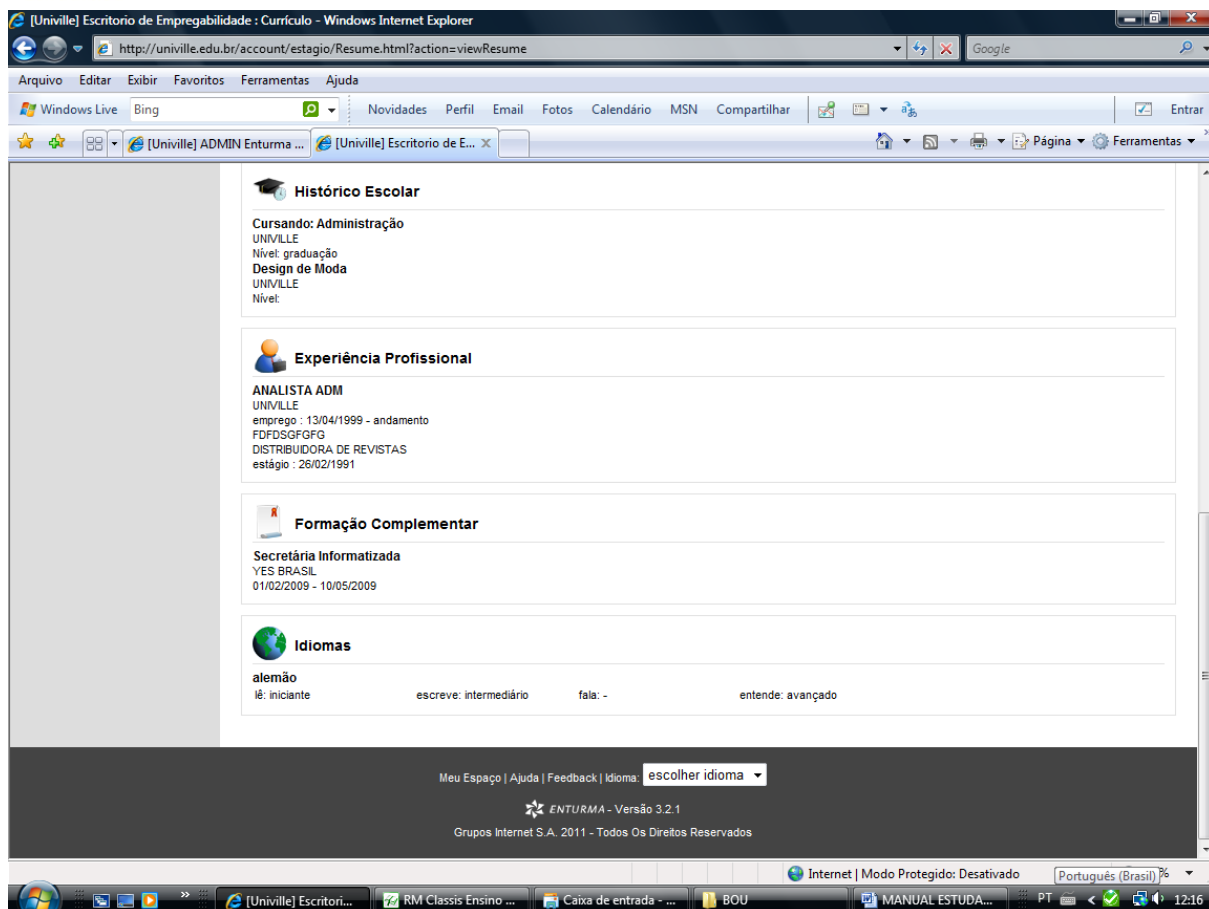 [Univille] Escritorio de Empregabilidade : Currículo - Windows Internet Explorer
http://univille.edu.br/account/estagio/Resume.html?action=viewResume
Google
Arquivo Editar Exibir Favoritos Ferramentas Ajuda
Windows Live Bing Novidades Perfil Email Fotos Calendário MSN Compartilhar Entrar
[Univille] ADMIN Enturma ... [Univille] Escritorio de E... Página Ferramentas
Histórico Escolar
Cursando: Administração
UNIVILLE
Nível: graduação
Design de Moda
UNIVILLE
Nível:
Experiência Profissional
ANALISTA ADM
UNIVILLE
emprego : 13/04/1999 - andamento
FDFDSGFGFG
DISTRIBUIDORA DE REVISTAS
estágio : 26/02/1991
Formação Complementar
Secretária Informatizada
YES BRASIL
01/02/2009 - 10/05/2009
Idiomas
alemão
lê: iniciante escreve: intermediário fala: - entende: avançado
Meu Espaço | Ajuda | Feedback | Idioma: escolher idioma
ENTURMA - Versão 3.2.1
Grupos Internet S.A. 2011 - Todos Os Direitos Reservados
Internet | Modo Protegido: Desativado Português (Brasil) %
[Univille] Escritori... RM Classis Ensino ... Caixa de entrada - ... BOU MANUAL ESTUDA... PT 12:16